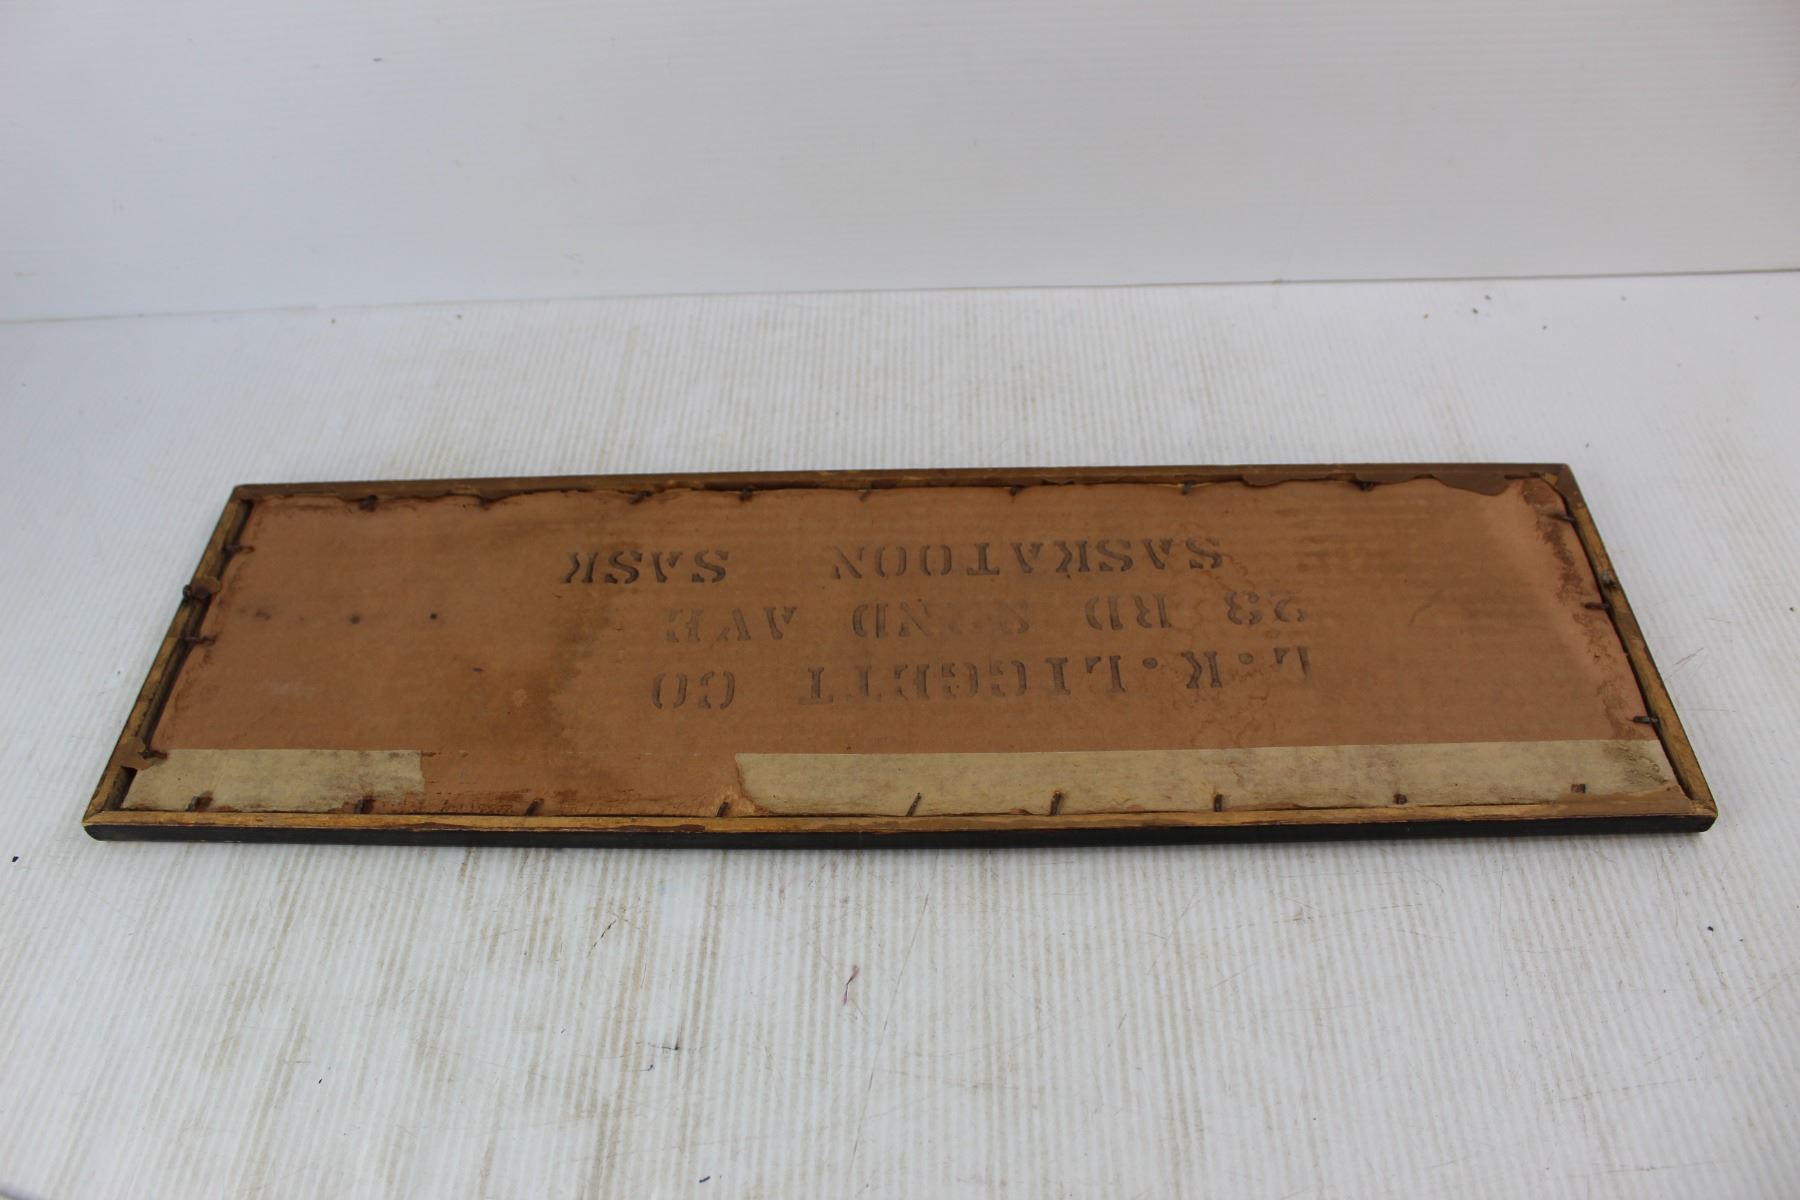 L.K.LIGGETT CO
23 RD & 2ND AVE
SASKATOON SASK